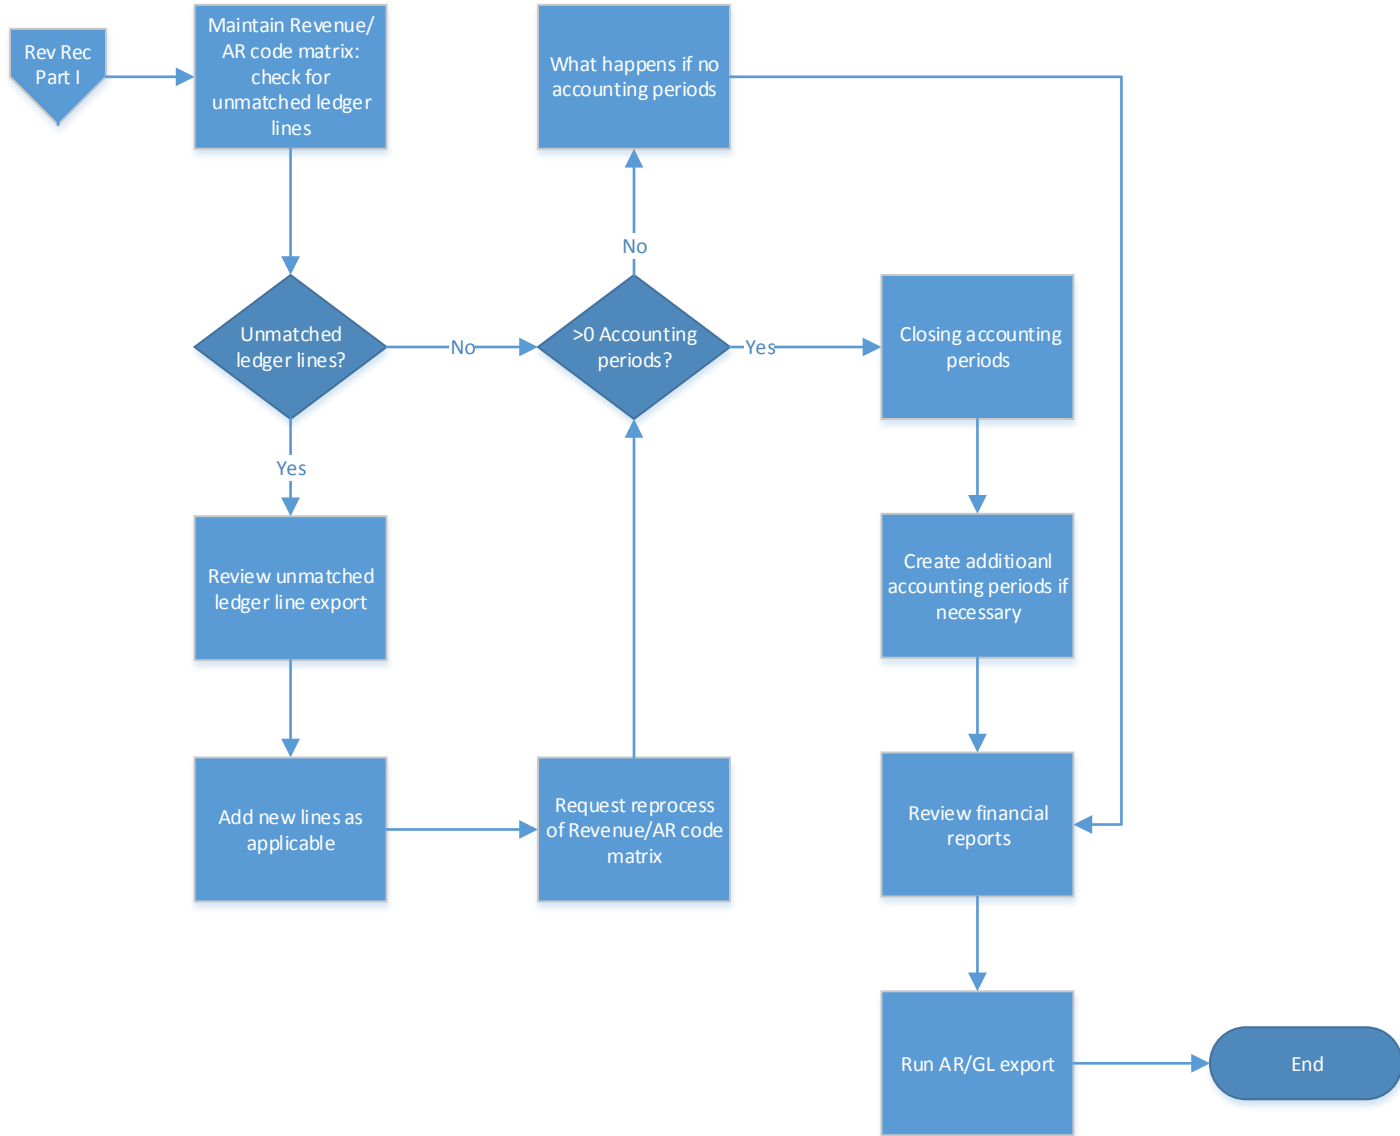 Rev Rec
Part I
Maintain Revenue/
AR code matrix:
check for
unmatched ledger
lines
What happens if no
accounting periods
No
Unmatched
ledger lines?
No
>0 Accounting
periods?
Yes
Closing accounting
periods
Yes
Review unmatched
ledger line export
Create additioanl
accounting periods if
necessary
Add new lines as
applicable
Request reprocess
of Revenue/AR code
matrix
Review financial
reports
Run AR/GL export
End